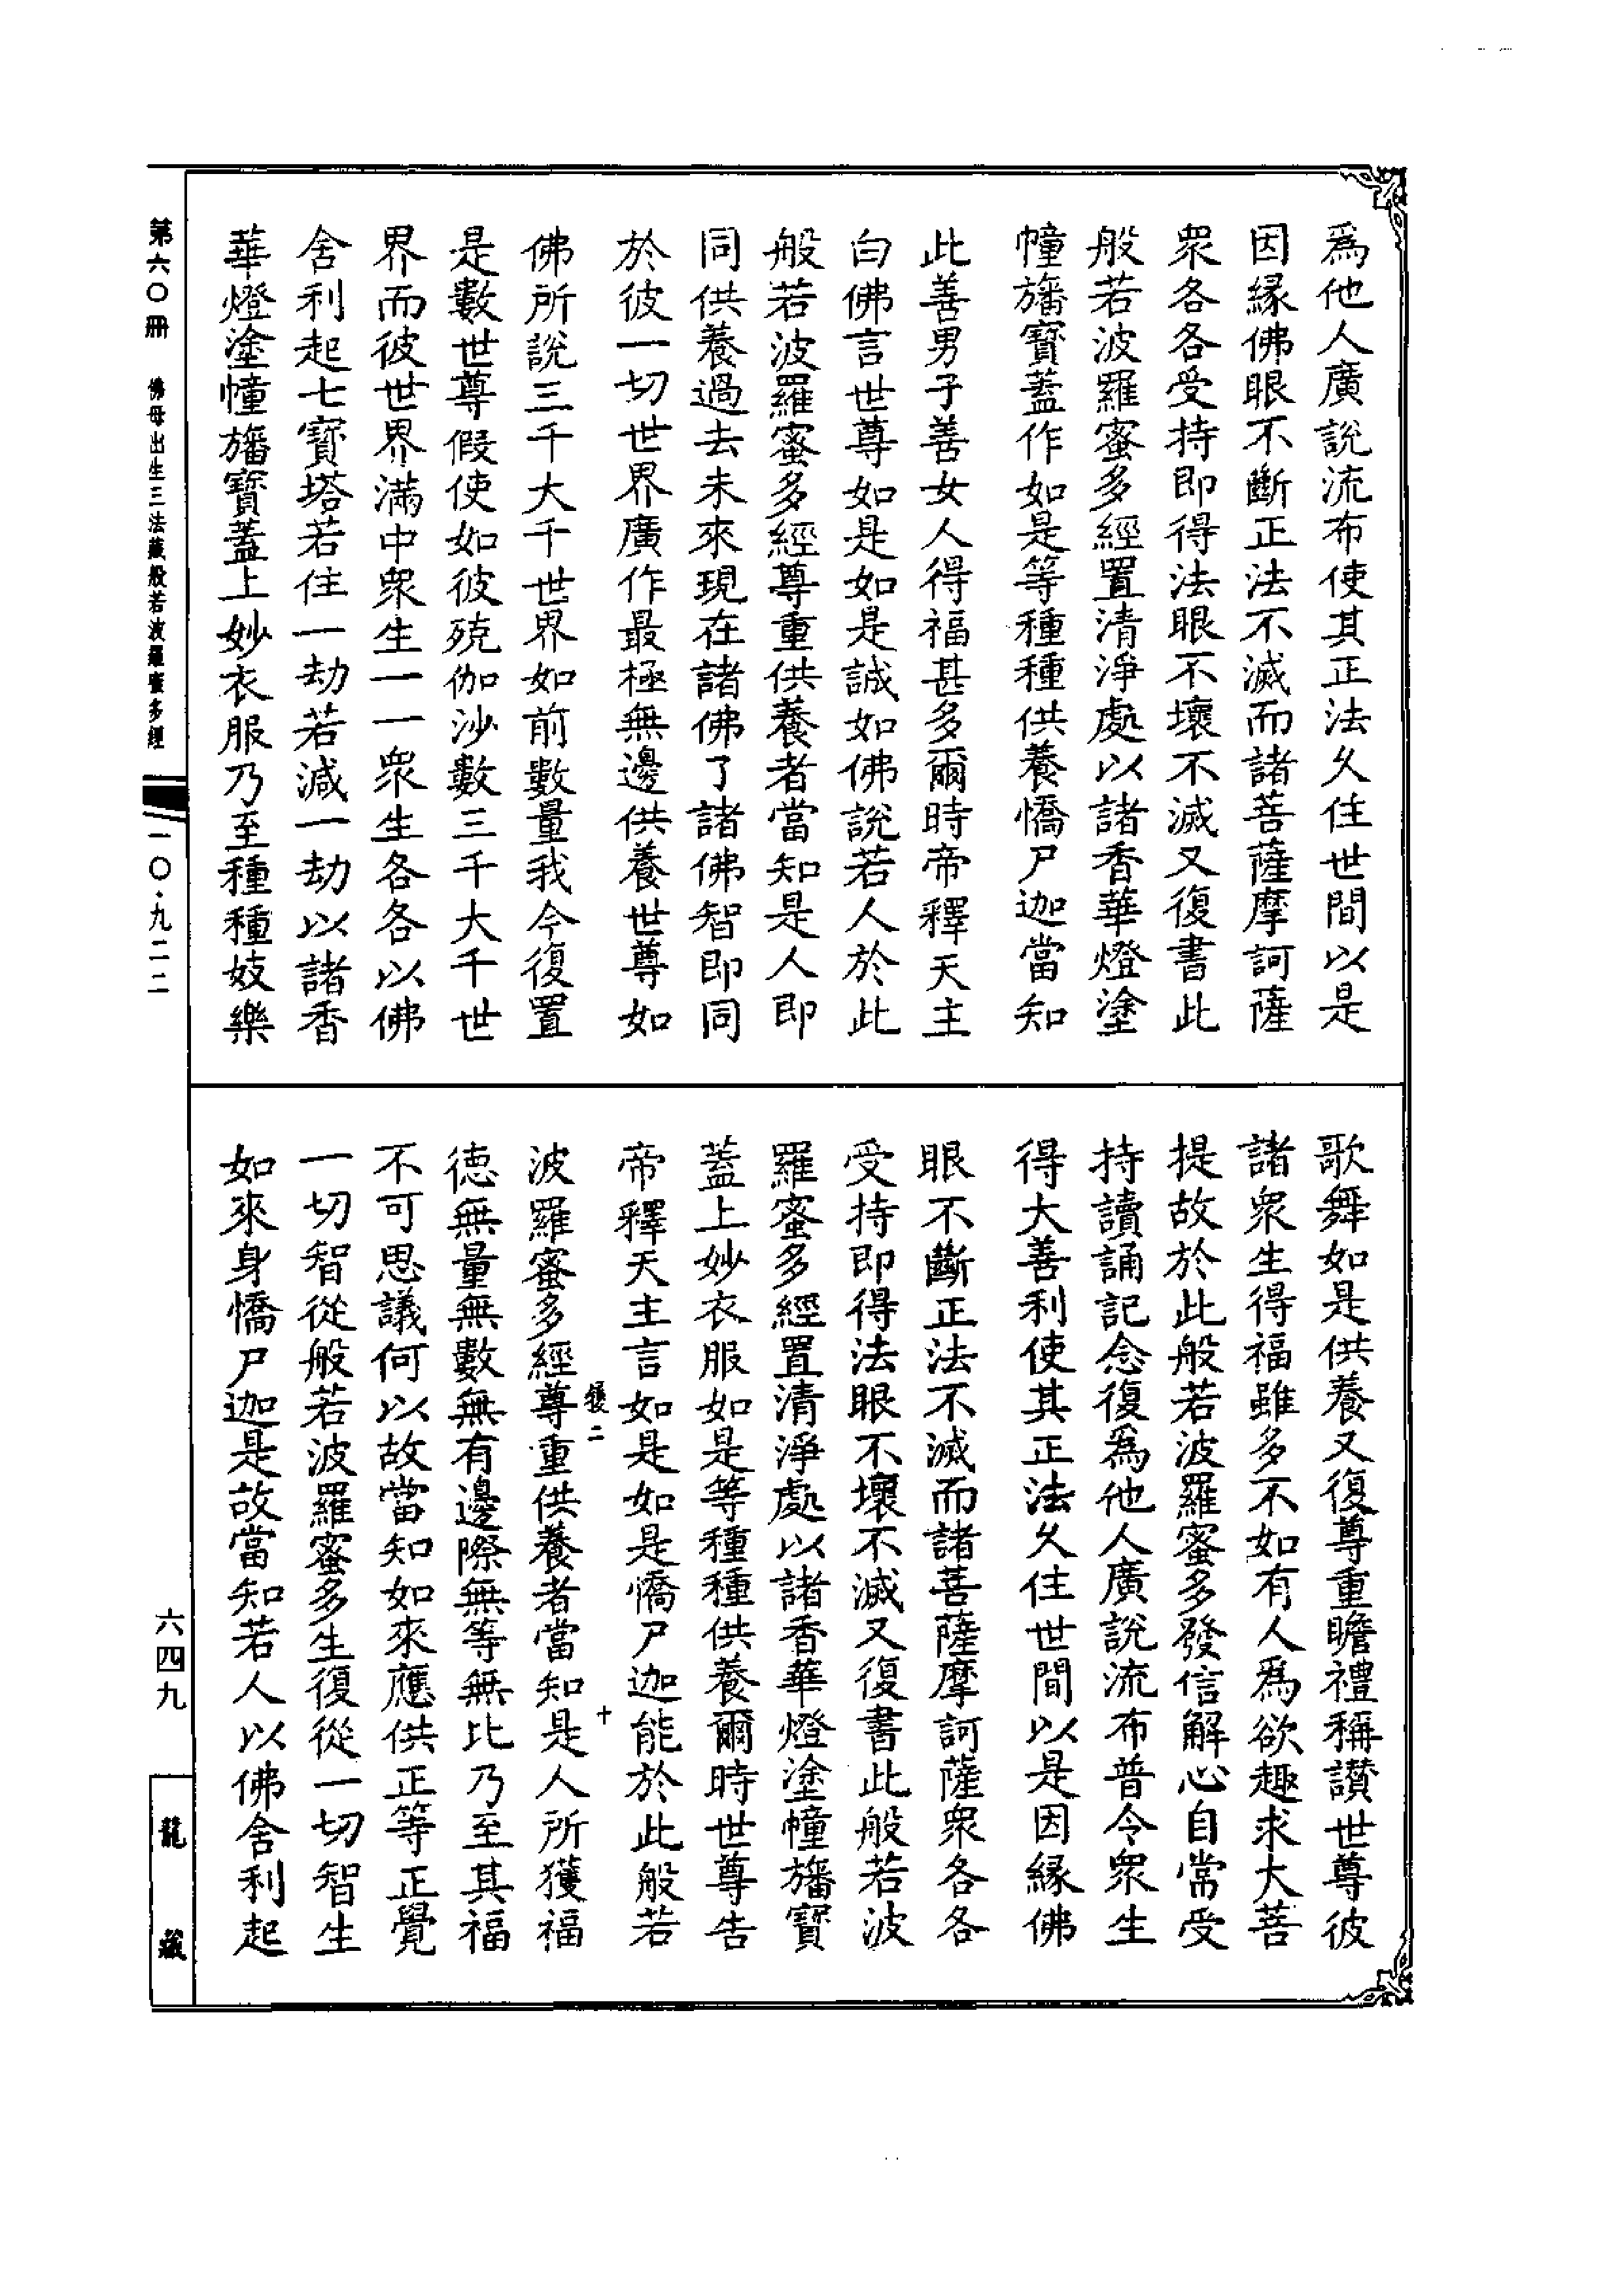 為他人廣說流布使其正法久住世間以是
因緣佛眼不斷正法不滅而諸菩薩摩訶薩
衆各各受持即得法眼不壞不滅又復書此
般若波羅蜜多經置清淨處以諸香華燈塗
幢旛寶蓋作如是等種種供養憍尸迦當知
此善男子善女人得福甚多爾時帝釋天主
白佛言世尊如是如是誠如佛說若人於此
般若波羅蜜多經尊重供養者當知是人即
同供養過去未來現在諸佛了諸佛智即同
於彼一切世界廣作最極無邊供養世尊如
佛所說三千大千世界如前數量我今復置
是數世尊假使如彼殑伽沙數三千大千世
界而彼世界滿中衆生一一衆生各各以佛
舍利起七寶塔若住一劫若減一劫以諸香
華燈塗幢旛寶蓋上妙衣服乃至種種妓樂
歌舞如是供養又復尊重瞻禮稱讚世尊彼
諸衆生得福雖多不如有人為欲趣求大菩
提故於此般若波羅蜜多發信解心自常受
持讀誦記念復為他人廣說流布普令衆生
得大善利使其正法久住世間以是因緣佛
眼不斷正法不滅而諸菩薩摩訶薩衆各各
受持即得法眼不壞不滅又復書此般若波
羅蜜多經置清淨處以諸香華燈塗幢旛寶
蓋上妙衣服如是等種種供養爾時世尊告
帝釋天主言如是如是憍尸迦能於此般若
二 十
波羅蜜多經尊重供養者當知是人所獲福
德無量無數無有邊際無等無比乃至其福
不可思議何以故當知如來應供正等正覺
一切智從般若波羅蜜多生復從一切智生
如來身憍尸迦是故當知若人以佛舍利起
第六〇冊 佛母出生三法藏般若波羅蜜多經
一〇·九二二
六四九
龍藏